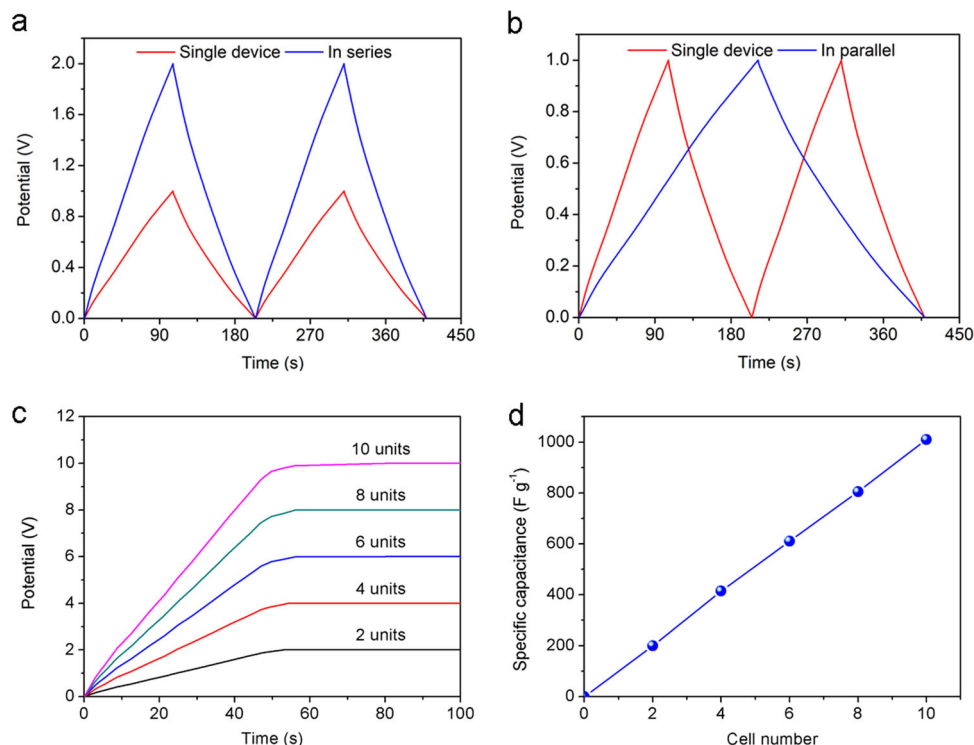 a
Single device In series
2.0
1.6
1.2
0.8
0.4
0.0
Potential (V)
0 90 180 270 360 450
Time (s)
b
Single device In parallel
1.0
0.8
0.6
0.4
0.2
0.0
Potential (V)
0 90 180 270 360 450
Time (s)
c
12
10
8
6
4
2
0
Potential (V)
10 units
8 units
6 units
4 units
2 units
0 20 40 60 80 100
Time (s)
d
1000
800
600
400
200
0
Specific capacitance (F g⁻¹)
0 2 4 6 8 10
Cell number